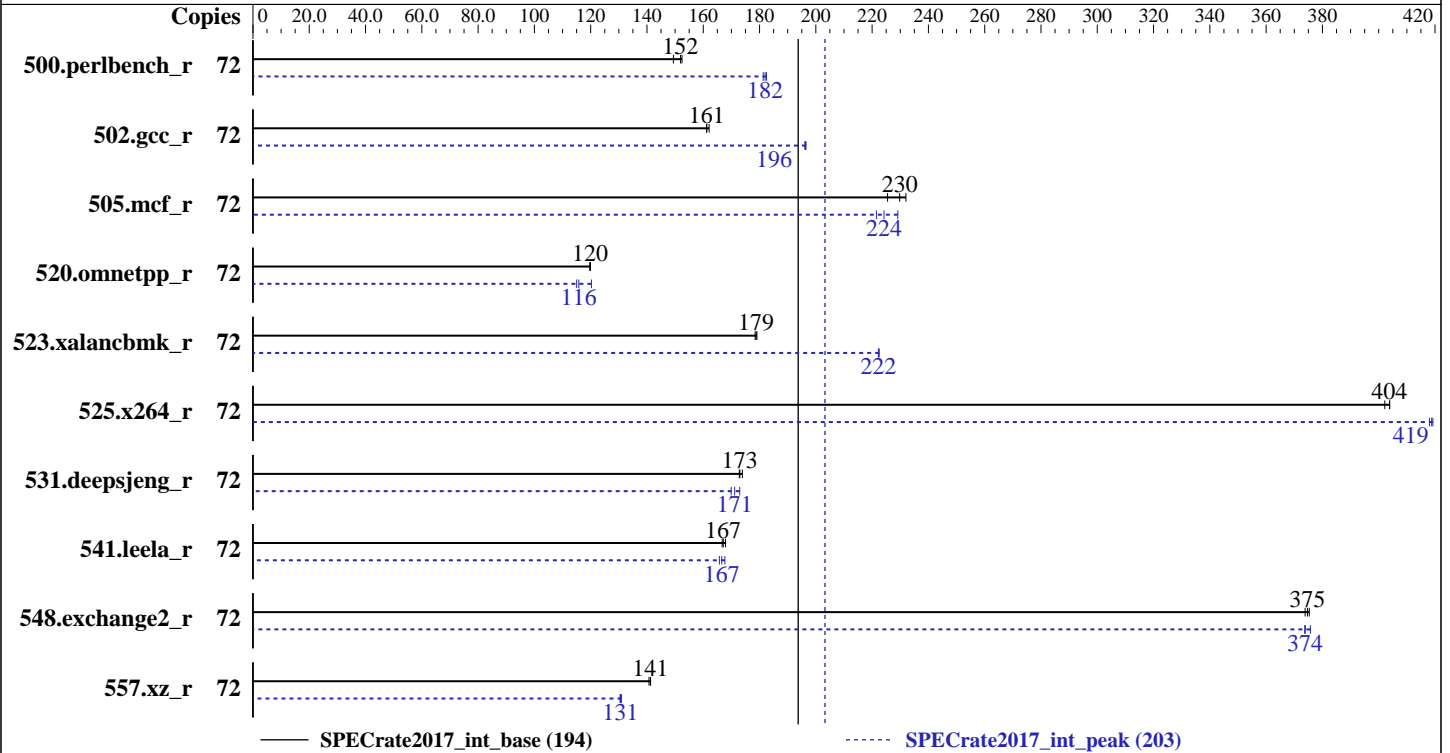 Copies 0 20.0 40.0 60.0 80.0 100 120 140 160 180 200 220 240 260 280 300 320 340 360 380 420
500.perlbench_r 72 152
182
502.gcc_r 72 161
196
505.mcf_r 72 230
224
520.omnetpp_r 72 120
116
523.xalancbmk_r 72 179
222
525.x264_r 72 404
419
531.deepsjeng_r 72 173
171
541.leela_r 72 167
167
548.exchange2_r 72 375
374
557.xz_r 72 141
131
SPECrate2017_int_base (194) SPECrate2017_int_peak (203)